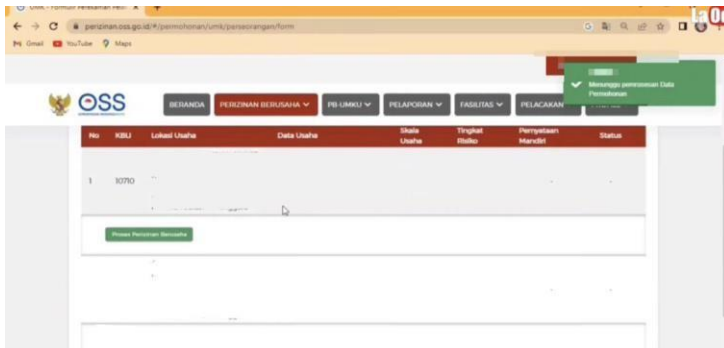 perizinan.oss.go.id/#/permohonan/umk/perseorangan/form
Gmail YouTube Maps
Menunggu pemrosesan Data
Permohonan
OSS
BERANDA PERIZINAN BERUSAHA PB-UMKU PELAPORAN FASILITAS PELACAKAN
No KBLI Lokasi Usaha Data Usaha Skala Usaha Tingkat Risiko Pernyataan Mandiri Status
1 10710
Proses Perizinan Berusaha